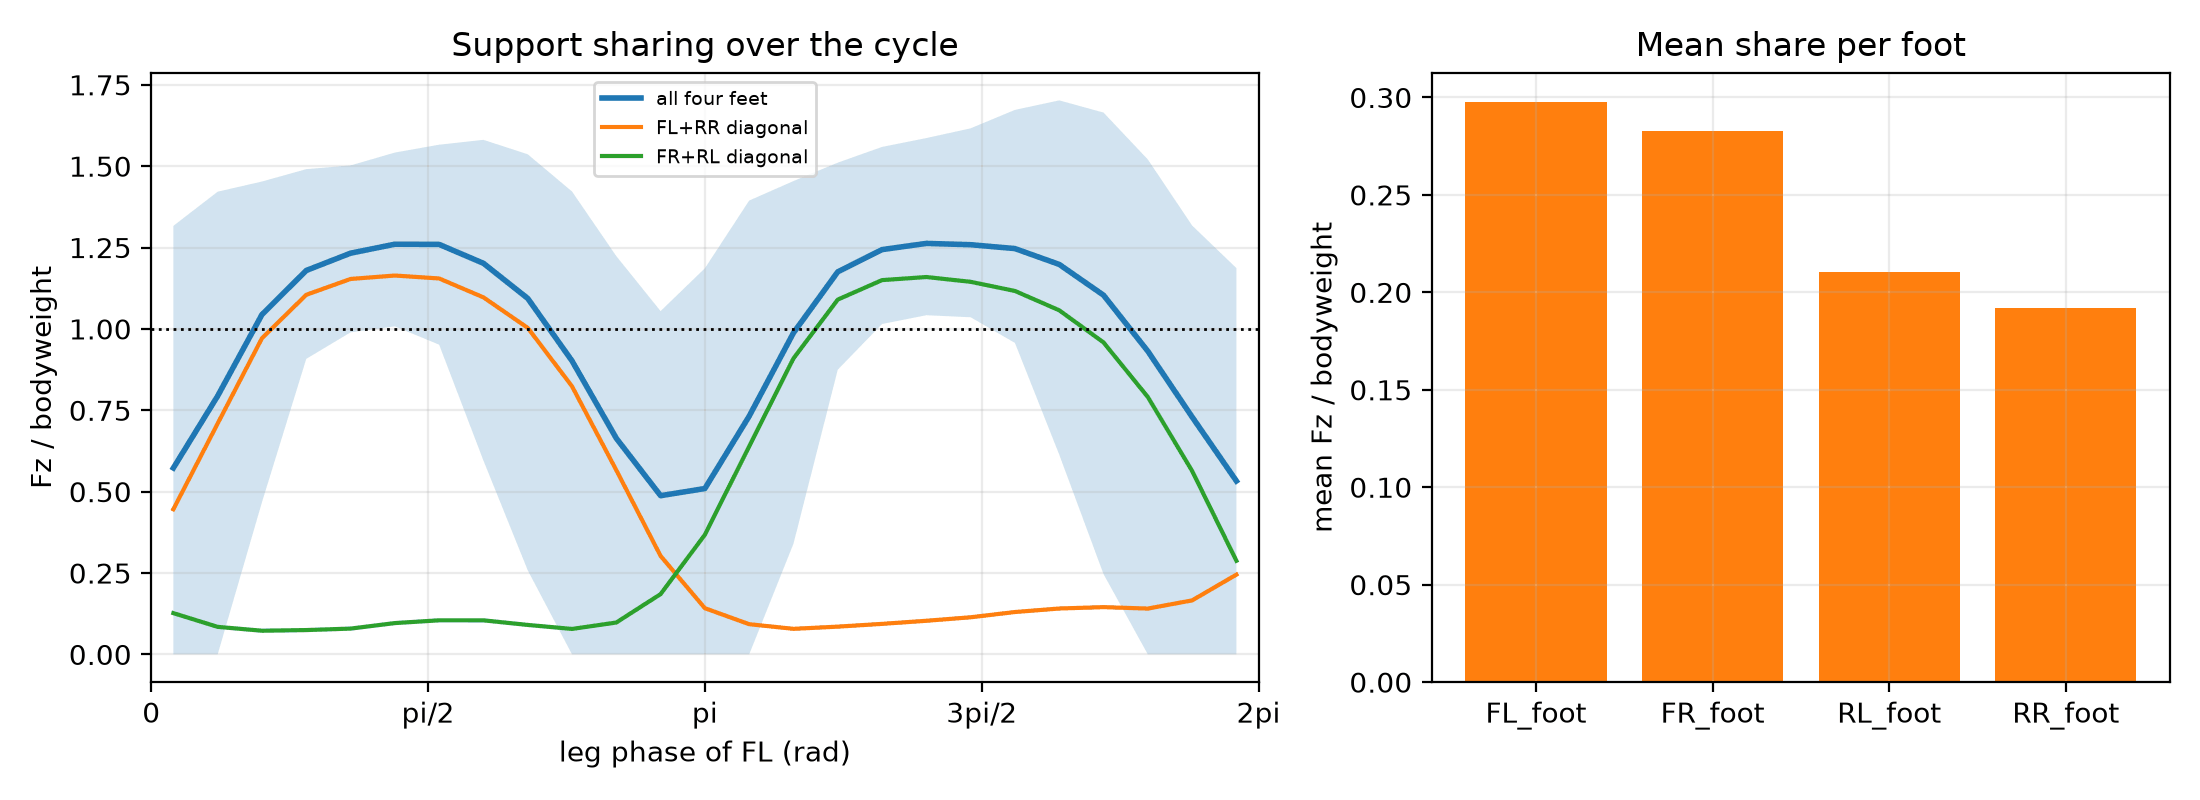 Support sharing over the cycle
1.75
1.50
1.25
1.00
0.75
0.50
0.25
0.00
Fz / bodyweight
all four feet
FL+RR diagonal
FR+RL diagonal
0
pi/2
pi
3pi/2
2pi
leg phase of FL (rad)
Mean share per foot
0.30
0.25
0.20
0.15
0.10
0.05
0.00
mean Fz / bodyweight
FL_foot
FR_foot
RL_foot
RR_foot